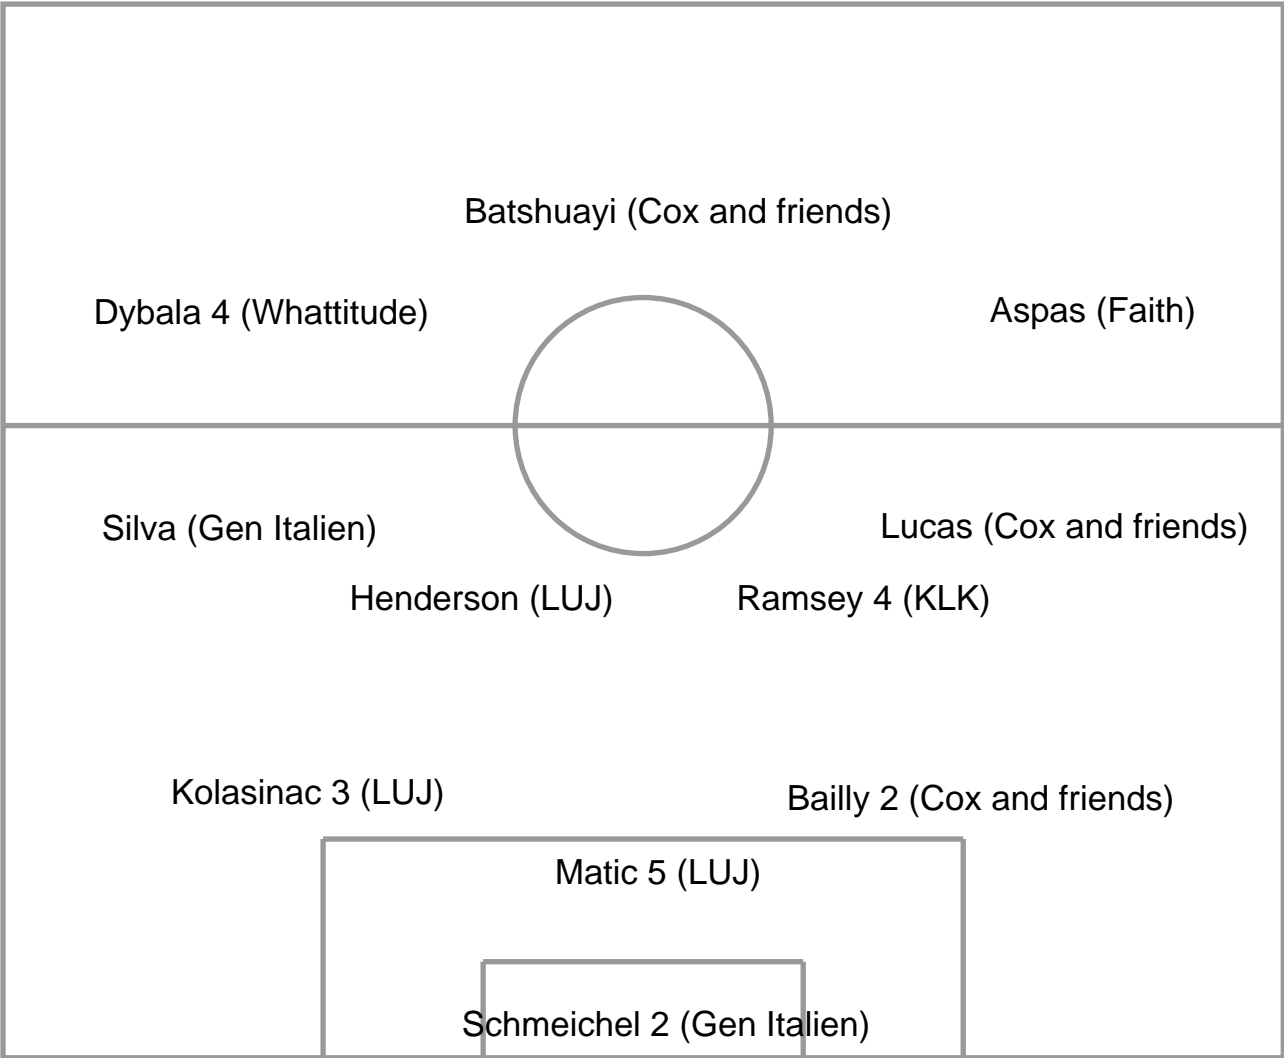 Batshuayi (Cox and friends)
Dybala 4 (Whattitude)
Aspas (Faith)
Silva (Gen Italien)
Lucas (Cox and friends)
Henderson (LUJ)
Ramsey 4 (KLK)
Kolasinac 3 (LUJ)
Bailly 2 (Cox and friends)
Matic 5 (LUJ)
Schmeichel 2 (Gen Italien)